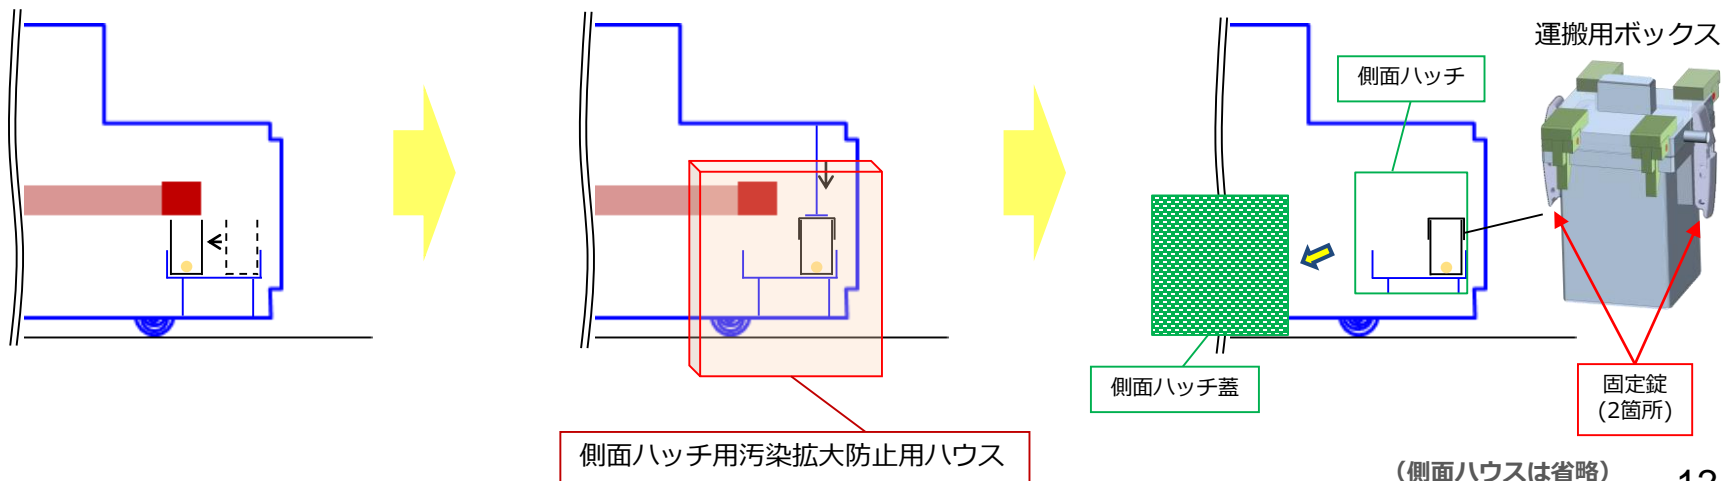 運搬用ボックス
側面ハッチ
側面ハッチ蓋
固定錠
(2箇所)
側面ハッチ用汚染拡大防止用ハウス
(側面ハウスは省略)
12